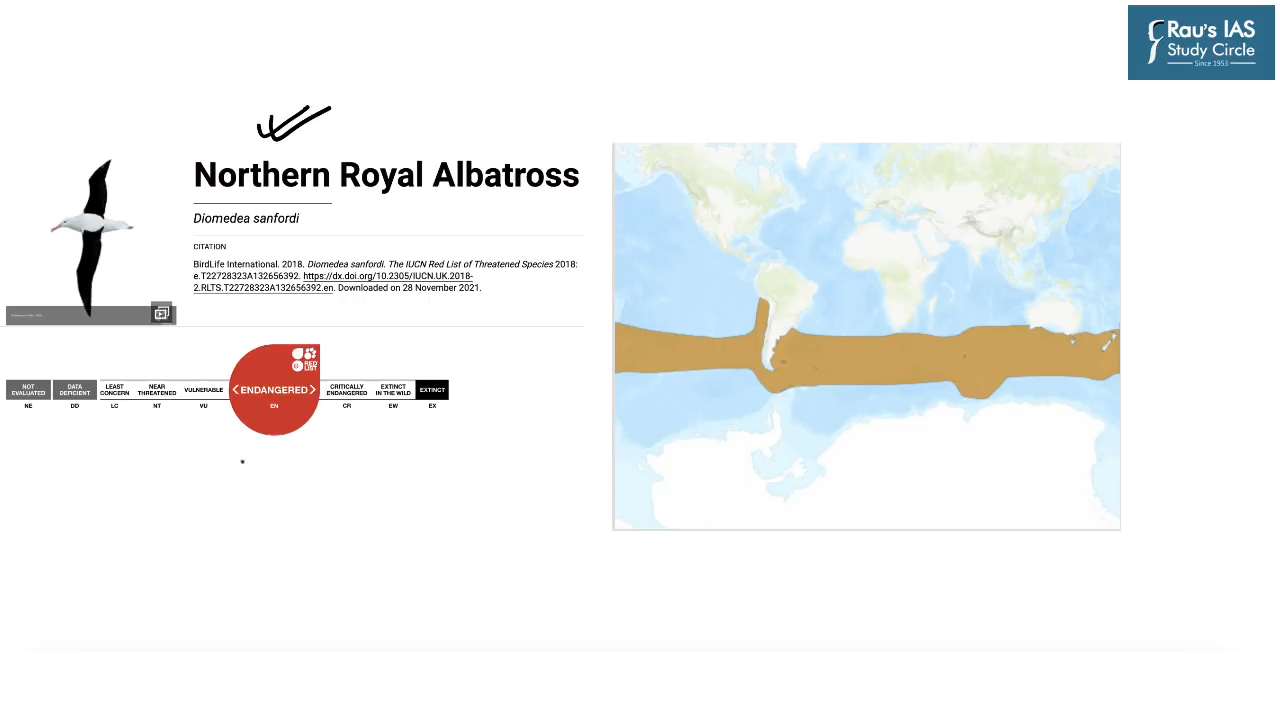 Rau's IAS
Study Circle
Since 1953
Northern Royal Albatross
Diomedea sanfordi
CITATION
BirdLife International. 2018. Diomedea sanfordi. The IUCN Red List of Threatened Species 2018:
e.T22728323A132656392. https://dx.doi.org/10.2305/IUCN.UK.2018-
2.RLTS.T22728323A132656392.en. Downloaded on 28 November 2021.
RED
LIST
NOT
EVALUATED
NE
DATA
DEFICIENT
DD
LEAST
CONCERN
LC
NEAR
THREATENED
NT
VULNERABLE
VU
ENDANGERED
EN
CRITICALLY
ENDANGERED
CR
EXTINCT
IN THE WILD
EW
EXTINCT
EX